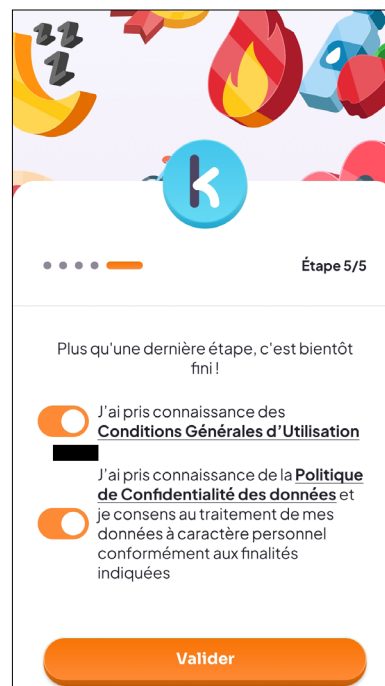 Étape 5/5
Plus qu'une dernière étape, c'est bientôt
fini !
J'ai pris connaissance des
Conditions Générales d'Utilisation
J'ai pris connaissance de la Politique
de Confidentialité des données et
je consens au traitement de mes
données à caractère personnel
conformément aux finalités
indiquées
Valider